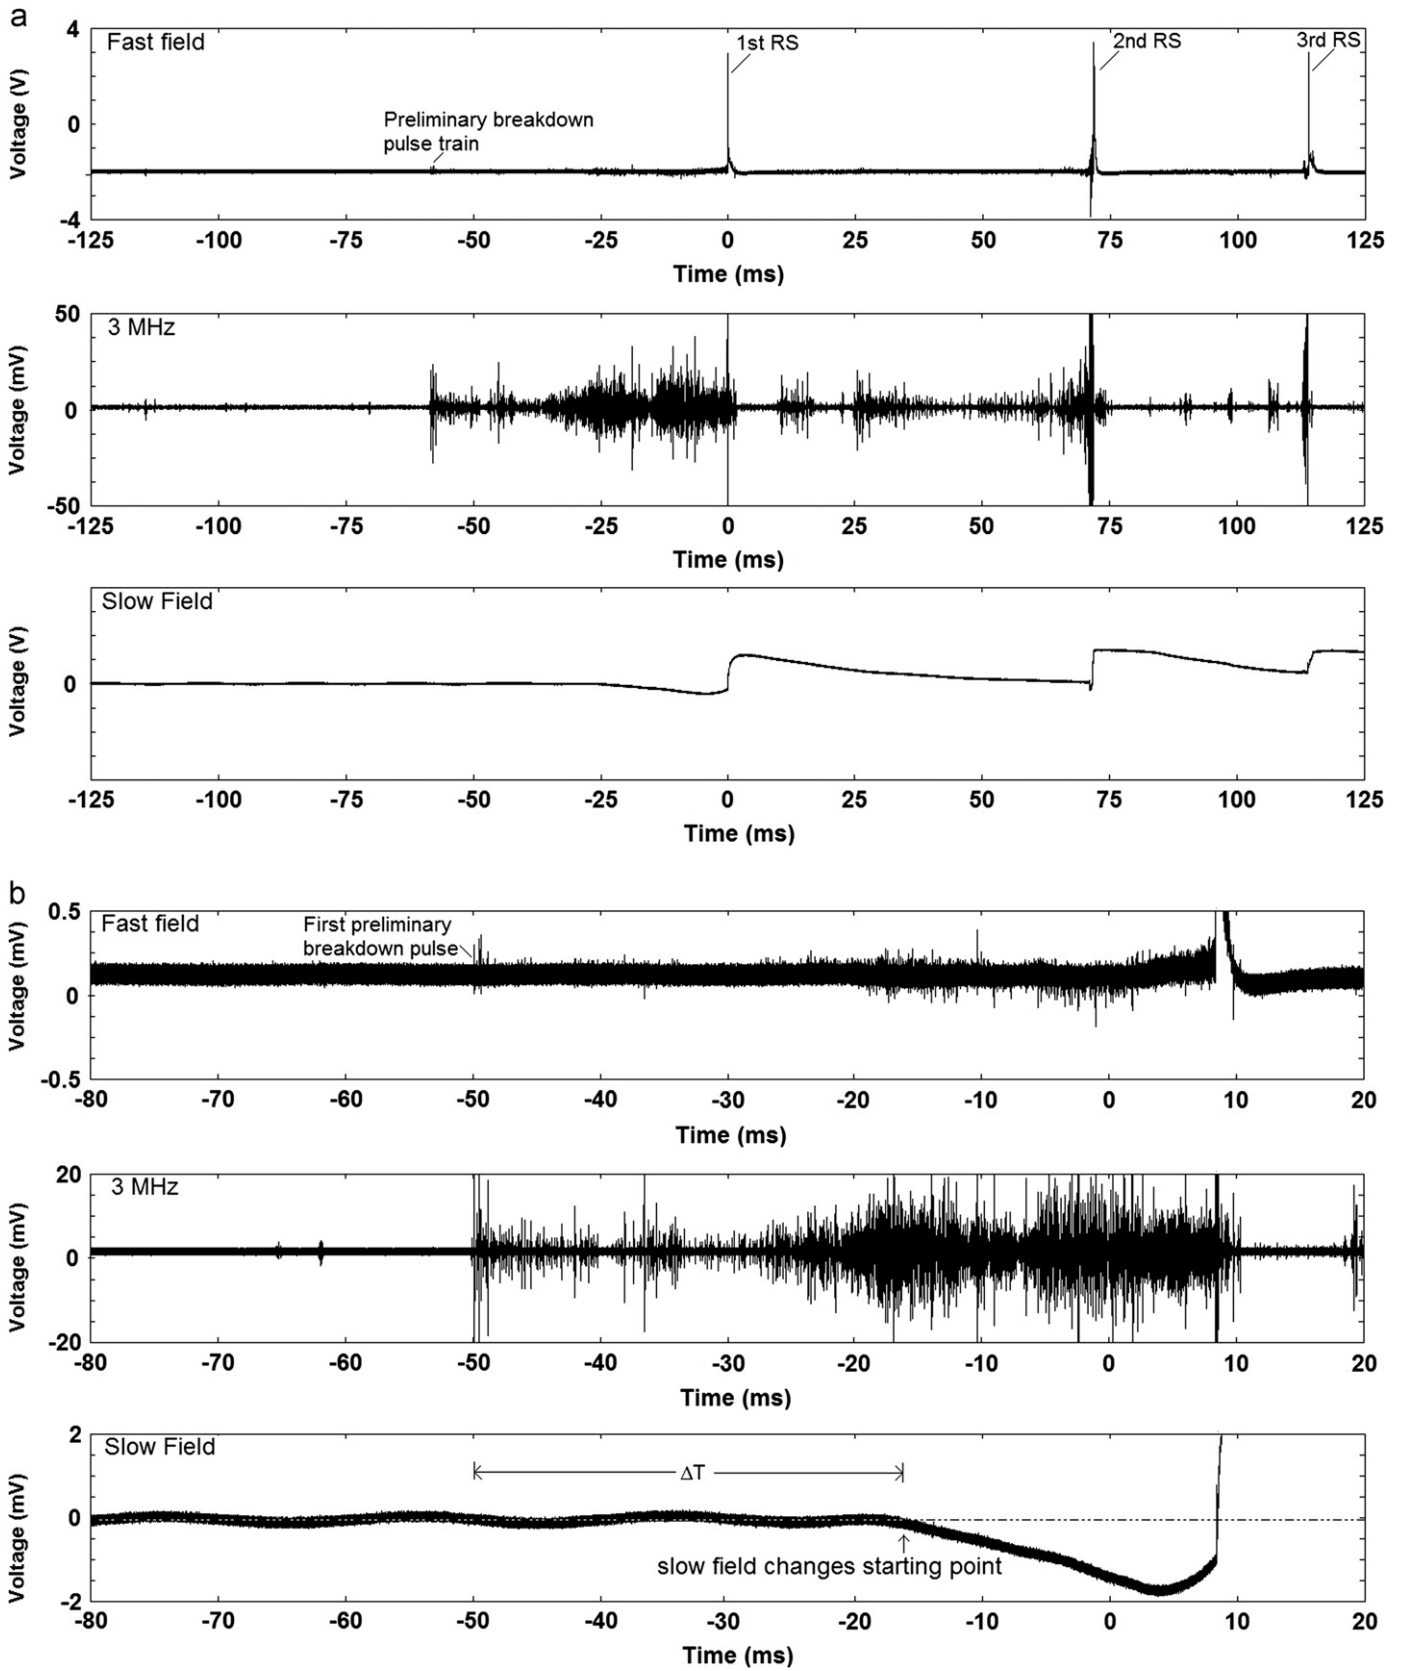 a
Fast field
1st RS
2nd RS
3rd RS
Preliminary breakdown
pulse train
Voltage (V)
4
0
-4
-125 -100 -75 -50 -25 0 25 50 75 100 125
Time (ms)
3 MHz
Voltage (mV)
50
0
-50
-125 -100 -75 -50 -25 0 25 50 75 100 125
Time (ms)
Slow Field
Voltage (V)
0
-125 -100 -75 -50 -25 0 25 50 75 100 125
Time (ms)
b
Fast field
First preliminary
breakdown pulse
Voltage (mV)
0.5
0
-0.5
-80 -70 -60 -50 -40 -30 -20 -10 0 10 20
Time (ms)
3 MHz
Voltage (mV)
20
0
-20
-80 -70 -60 -50 -40 -30 -20 -10 0 10 20
Time (ms)
Slow Field
Voltage (mV)
2
0
-2
ΔT
slow field changes starting point
-80 -70 -60 -50 -40 -30 -20 -10 0 10 20
Time (ms)